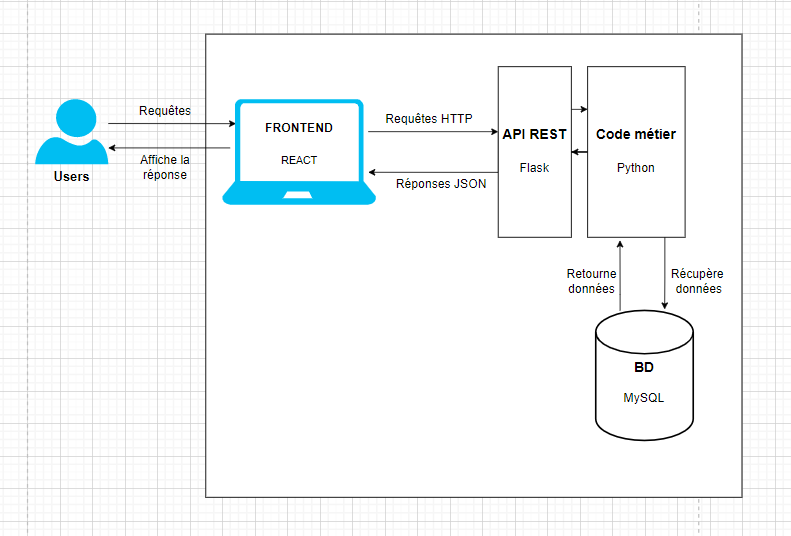 Requêtes
Affiche la
réponse
Users
FRONTEND
REACT
Requêtes HTTP
Réponses JSON
API REST
Flask
Code métier
Python
Retourne
données
Récupère
données
BD
MySQL